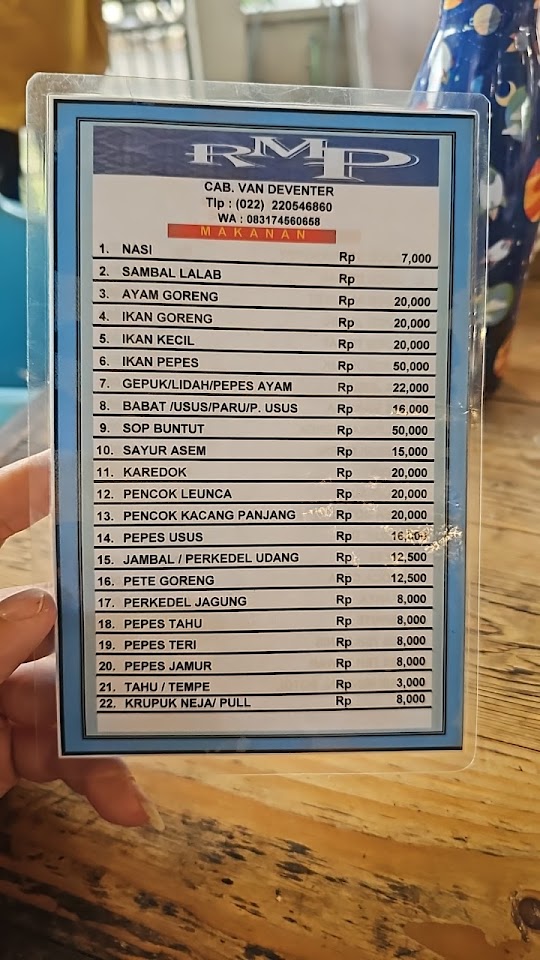 RMP
CAB. VAN DEVENTER
Tlp : (022) 220546860
WA : 083174560658
MAKANAN
1. NASI Rp 7,000
2. SAMBAL LALAB Rp
3. AYAM GORENG Rp 20,000
4. IKAN GORENG Rp 20,000
5. IKAN KECIL Rp 20,000
6. IKAN PEPES Rp 50,000
7. GEPUK/LIDAH/PEPES AYAM Rp 22,000
8. BABAT /USUS/PARU/P. USUS Rp 16,000
9. SOP BUNTUT Rp 50,000
10. SAYUR ASEM Rp 15,000
11. KAREDOK Rp 20,000
12. PENCOK LEUNCA Rp 20,000
13. PENCOK KACANG PANJANG Rp 20,000
14. PEPES USUS Rp 16,000
15. JAMBAL / PERKEDEL UDANG Rp 12,500
16. PETE GORENG Rp 12,500
17. PERKEDEL JAGUNG Rp 8,000
18. PEPES TAHU Rp 8,000
19. PEPES TERI Rp 8,000
20. PEPES JAMUR Rp 8,000
21. TAHU / TEMPE Rp 3,000
22. KRUPUK NEJA/ PULL Rp 8,000